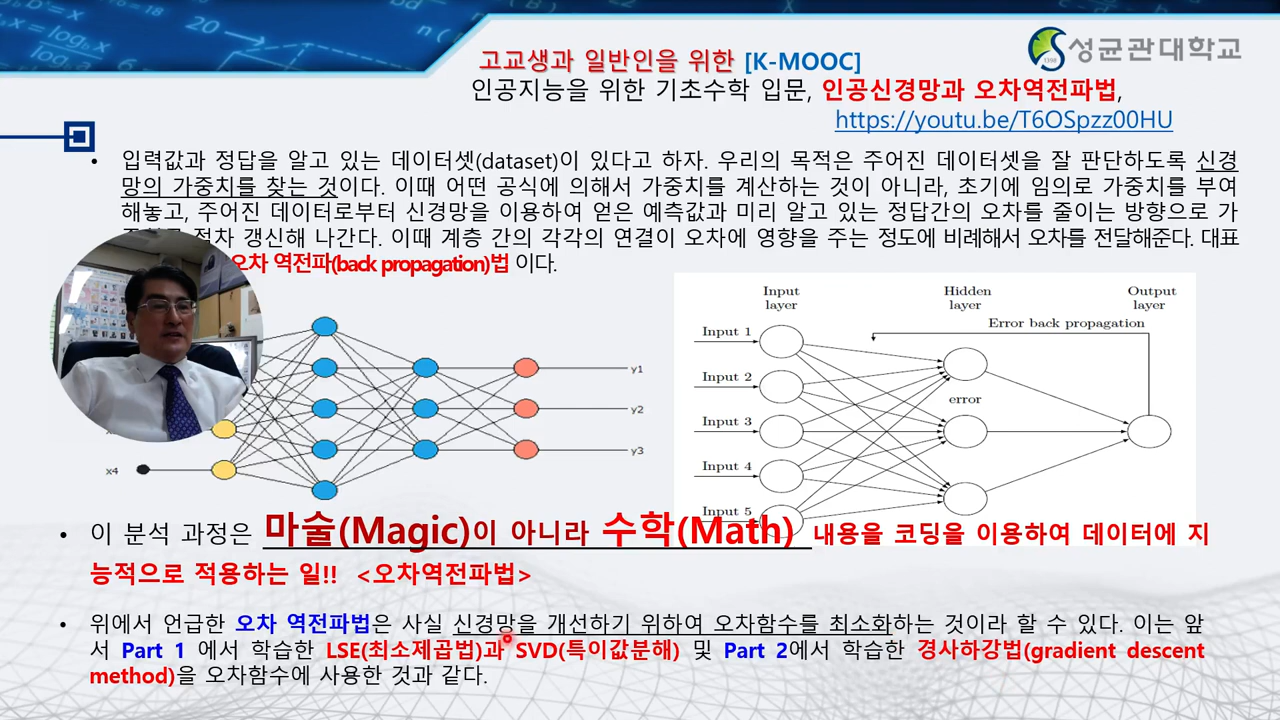 고교생과 일반인을 위한 [K-MOOC]
성균관대학교
1398
인공지능을 위한 기초수학 입문, 인공신경망과 오차역전파법,
https://youtu.be/T6OSpzz00HU
• 입력값과 정답을 알고 있는 데이터셋(dataset)이 있다고 하자. 우리의 목적은 주어진 데이터셋을 잘 판단하도록 신경
망의 가중치를 찾는 것이다. 이때 어떤 공식에 의해서 가중치를 계산하는 것이 아니라, 초기에 임의로 가중치를 부여
해놓고, 주어진 데이터로부터 신경망을 이용하여 얻은 예측값과 미리 알고 있는 정답간의 오차를 줄이는 방향으로 가
점차 갱신해 나간다. 이때 계층 간의 각각의 연결이 오차에 영향을 주는 정도에 비례해서 오차를 전달해준다. 대표
오차 역전파(back propagation)법 이다.
x4
y1
y2
y3
Input layer
Hidden layer
Output layer
Error back propagation
Input 1
Input 2
error
Input 3
Input 4
Input 5
• 이 분석 과정은 마술(Magic)이 아니라 수학(Math) 내용을 코딩을 이용하여 데이터에 지
능적으로 적용하는 일!! <오차역전파법>
• 위에서 언급한 오차 역전파법은 사실 신경망을 개선하기 위하여 오차함수를 최소화하는 것이라 할 수 있다. 이는 앞
서 Part 1 에서 학습한 LSE(최소제곱법)과 SVD(특이값분해) 및 Part 2에서 학습한 경사하강법(gradient descent
method)을 오차함수에 사용한 것과 같다.